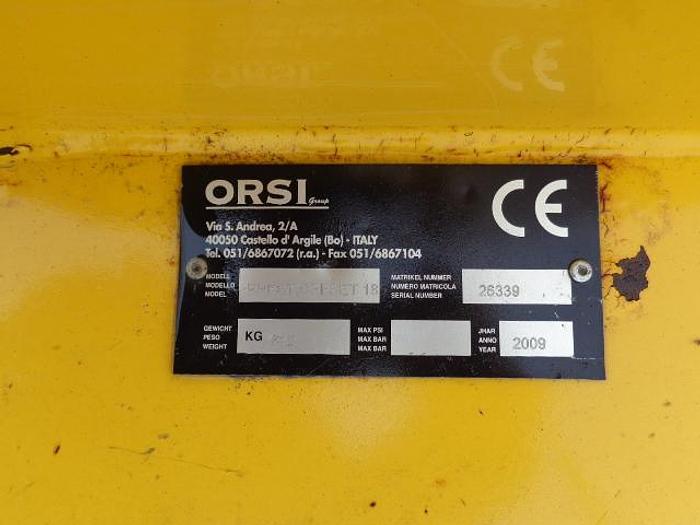 ORSI Group
Via S. Andrea, 2/A
40050 Castello d' Argile (Bo) - ITALY
Tel. 051/6867072 (r.a.) - Fax 051/6867104
CE
MODELL
MODELLO
MODEL
18
MATRIKEL NUMMER
NUMERO MATRICOLA
SERIAL NUMBER
26339
GEWICHT
PESO
WEIGHT
KG
MAX PSI
MAX BAR
MAX BAR
JHAR
ANNO
YEAR
2009